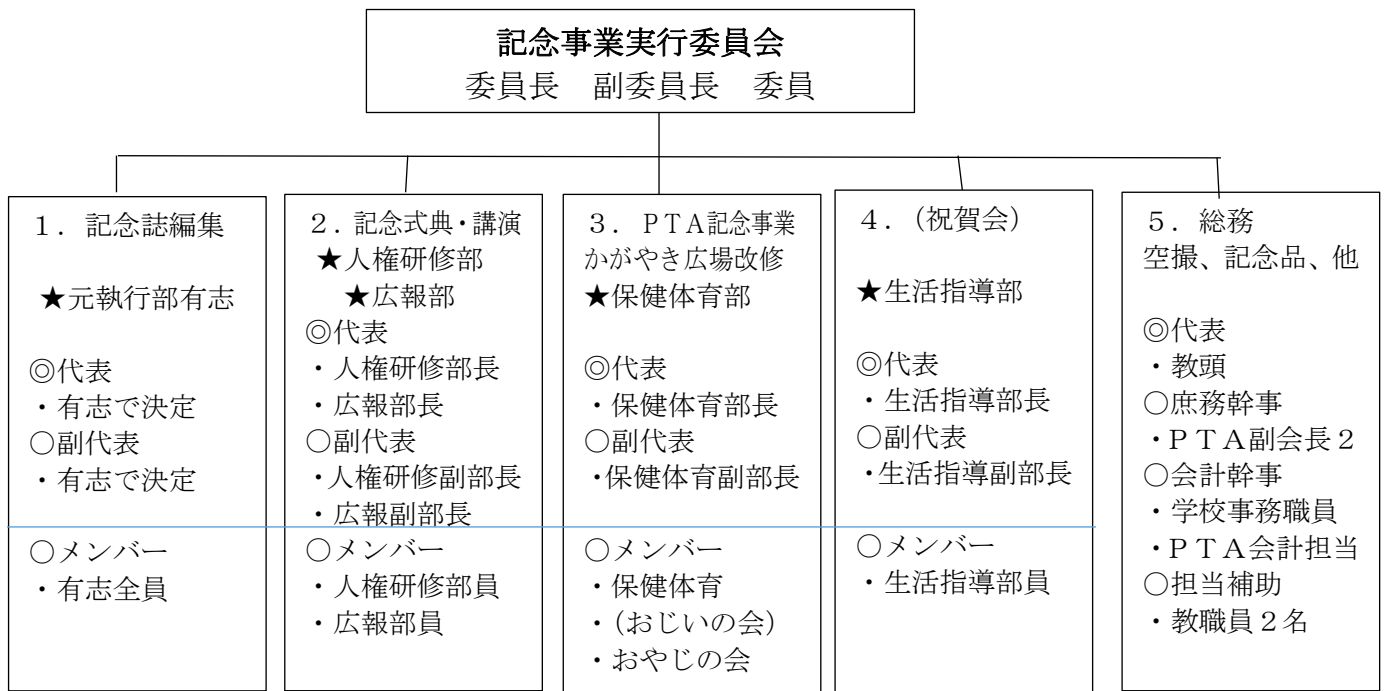 記念事業実行委員会
委員長　副委員長　委員
１．記念誌編集
★元執行部有志
◎代表
・有志で決定
○副代表
・有志で決定
○メンバー
・有志全員
２．記念式典・講演
★人権研修部
★広報部
◎代表
・人権研修部長
・広報部長
○副代表
・人権研修副部長
・広報副部長
○メンバー
・人権研修部員
・広報部員
３．ＰＴＡ記念事業
かがやき広場改修
★保健体育部
◎代表
・保健体育部長
○副代表
・保健体育副部長
○メンバー
・保健体育
・(おじいの会)
・おやじの会
４．(祝賀会)
★生活指導部
◎代表
・生活指導部長
○副代表
・生活指導副部長
○メンバー
・生活指導部員
５．総務
空撮、記念品、他
◎代表
・教頭
○庶務幹事
・ＰＴＡ副会長２
○会計幹事
・学校事務職員
・ＰＴＡ会計担当
○担当補助
・教職員２名